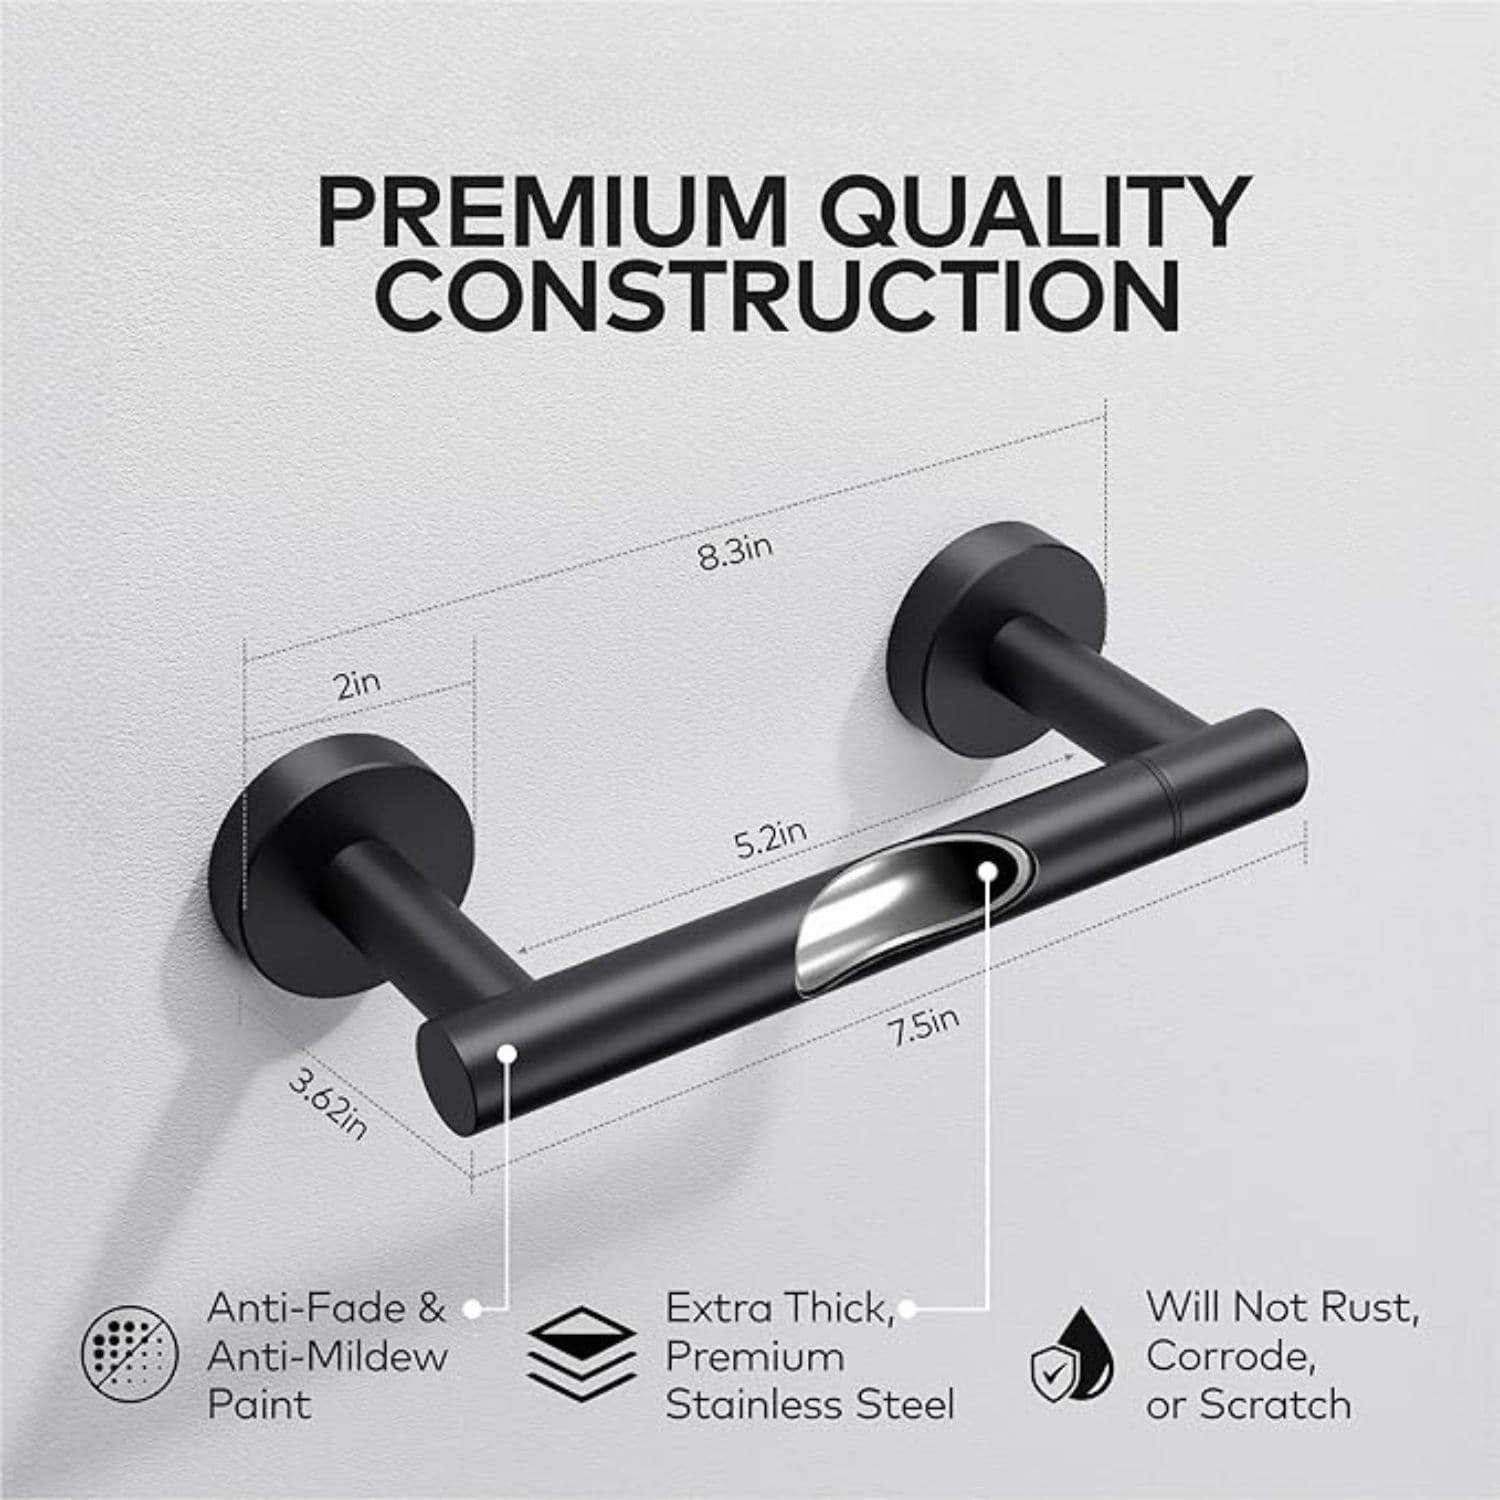 PREMIUM QUALITY
CONSTRUCTION
8.3in
2in
5.2in
7.5in
3.62in
Anti-Fade &
Anti-Mildew
Paint
Extra Thick,
Premium
Stainless Steel
Will Not Rust,
Corrode,
or Scratch